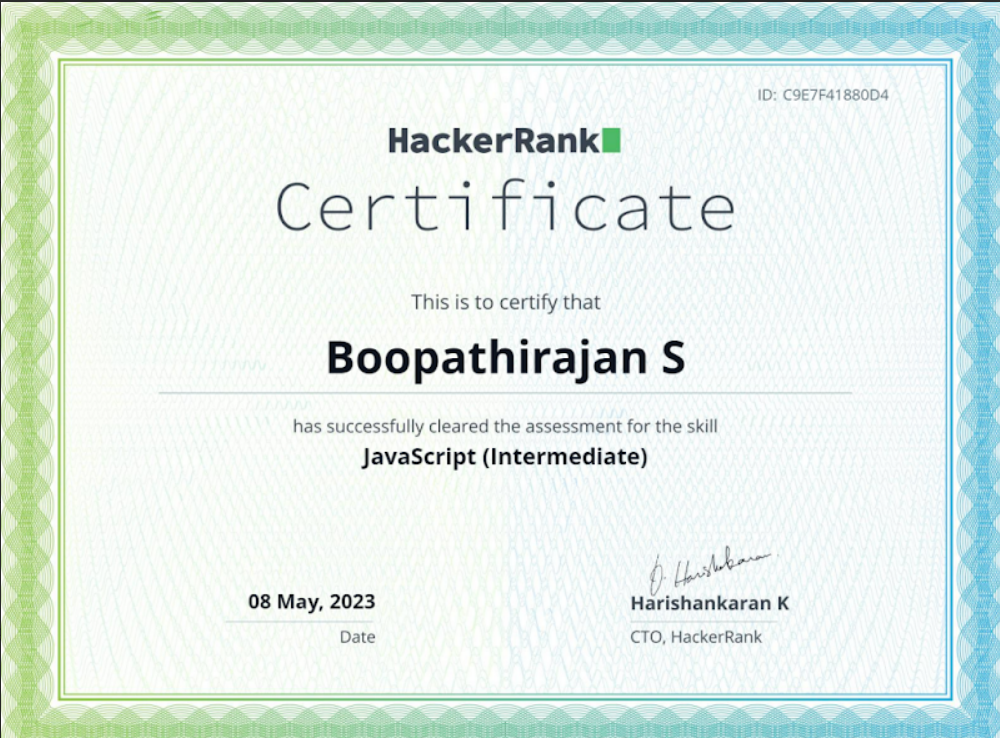 ID: C9E7F41880D4
HackerRank
Certificate
This is to certify that
Boopathirajan S
has successfully cleared the assessment for the skill
JavaScript (Intermediate)
08 May, 2023
Date
Harishankaran K
CTO, HackerRank